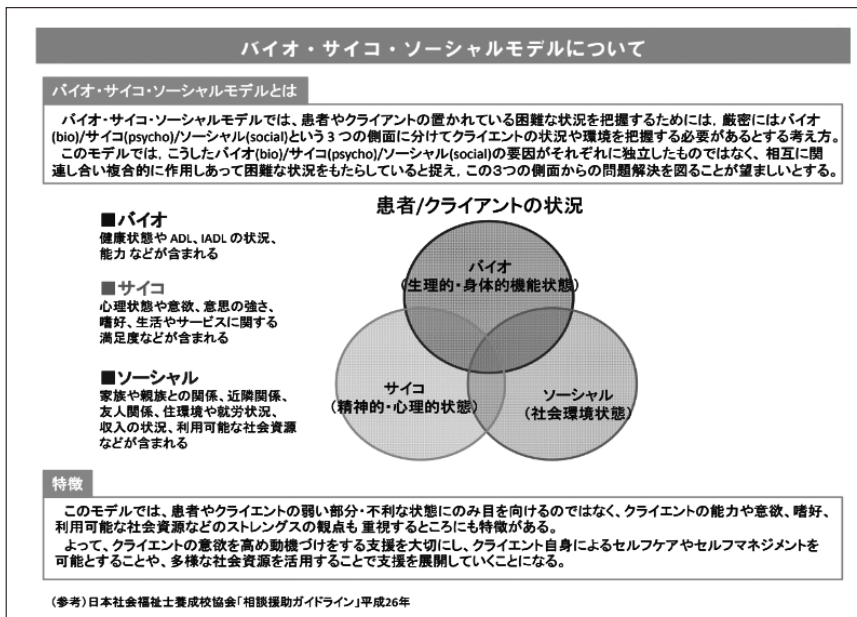 バイオ・サイコ・ソーシャルモデルについて
バイオ・サイコ・ソーシャルモデルとは
バイオ・サイコ・ソーシャルモデルでは、患者やクライアントの置かれている困難な状況を把握するためには、厳密にはバイオ
(bio)/サイコ(psycho)/ソーシャル(social)という３つの側面に分けてクライエントの状況や環境を把握する必要があるとする考え方。
このモデルでは、こうしたバイオ(bio)/サイコ(psycho)/ソーシャル(social)の要因がそれぞれに独立したものではなく、相互に関
連し合い複合的に作用しあって困難な状況をもたらしていると捉え、この３つの側面からの問題解決を図ることが望ましいとする。
患者/クライアントの状況
■バイオ
健康状態や ADL、IADL の状況、
能力などが含まれる
■サイコ
心理状態や意欲、意思の強さ、
嗜好、生活やサービスに関する
満足度などが含まれる
■ソーシャル
家族や親族との関係、近隣関係、
友人関係、住環境や就労状況、
収入の状況、利用可能な社会資源
などが含まれる
バイオ
(生理的・身体的機能状態)
サイコ
(精神的・心理的状態)
ソーシャル
(社会環境状態)
特徴
このモデルでは、患者やクライエントの弱い部分・不利な状態にのみ目を向けるのではなく、クライエントの能力や意欲、嗜好、
利用可能な社会資源などのストレングスの観点も重視するところにも特徴がある。
よって、クライエントの意欲を高め動機づけをする支援を大切にし、クライエント自身によるセルフケアやセルフマネジメントを
可能とすることや、多様な社会資源を活用することで支援を展開していくことになる。
(参考)日本社会福祉士養成校協会「相談援助ガイドライン」平成26年